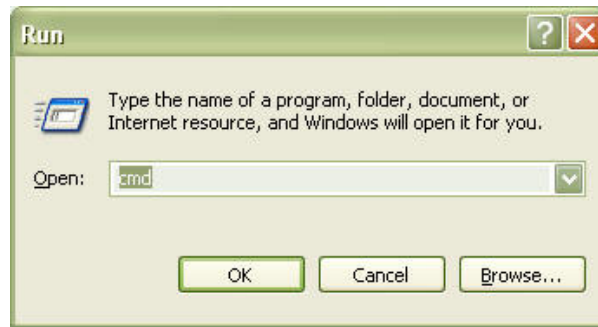 Run
Type the name of a program, folder, document, or
Internet resource, and Windows will open it for you.
Open: cmd
OK Cancel Browse...